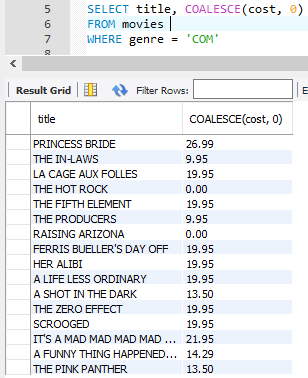 5 SELECT title, COALESCE(cost, 0)
6 FROM movies
7 WHERE genre = 'COM'
Result Grid Filter Rows:
title COALESCE(cost, 0)
PRINCESS BRIDE 26.99
THE IN-LAWS 9.95
LA CAGE AUX FOLLES 19.95
THE HOT ROCK 0.00
THE FIFTH ELEMENT 19.95
THE PRODUCERS 9.95
RAISING ARIZONA 0.00
FERRIS BUELLER'S DAY OFF 19.95
HER ALIBI 19.95
A LIFE LESS ORDINARY 19.95
A SHOT IN THE DARK 13.50
THE ZERO EFFECT 19.95
SCROOGED 19.95
IT'S A MAD MAD MAD MAD ... 21.95
A FUNNY THING HAPPENED... 14.29
THE PINK PANTHER 13.50